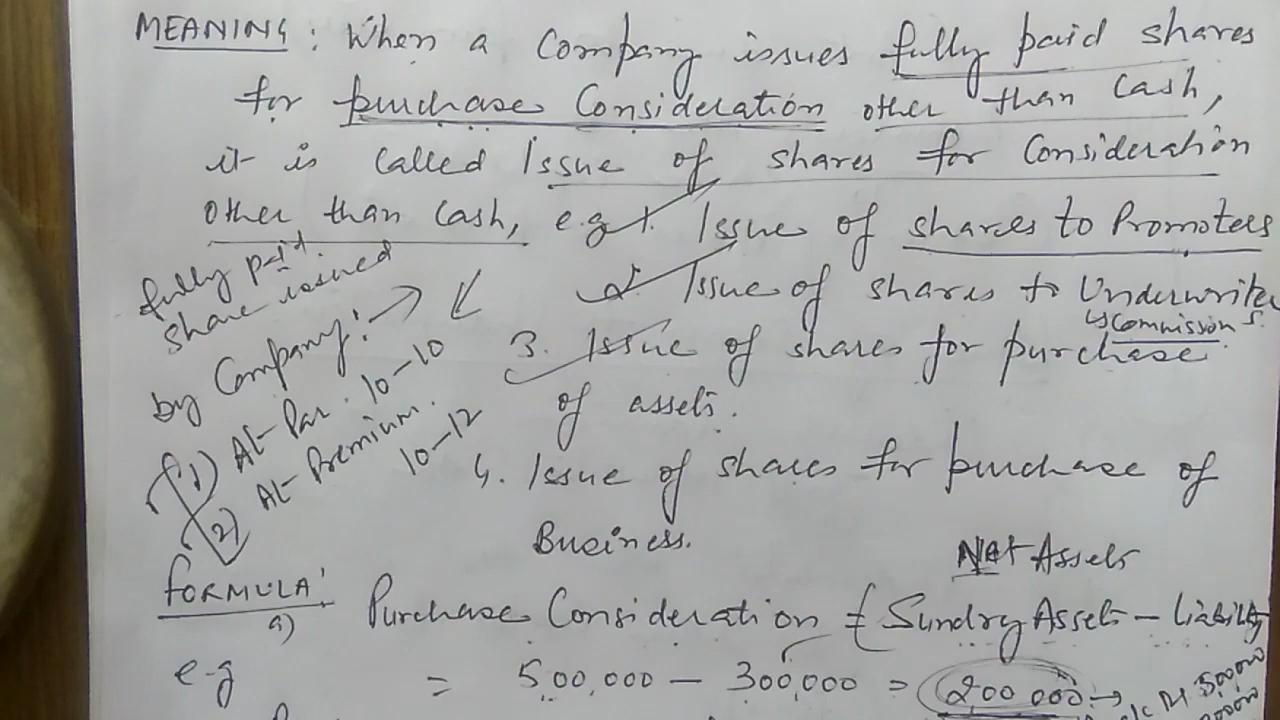 MEANING: When a Company issues fully paid shares
for purchase Consideration other than Cash,
it is called Issue of shares for Consideration
other than Cash, e.g 1. Issue of shares to Promoters
2. Issue of shares to Underwriters.
↳ Commission
3. Issue of shares for purchase
of assets.
4. Issue of shares for purchase of
Business.
fully paid
share issued
by Company:
1) At Par. 10-10
2) At Premium.
10-12
Net Assets
FORMULA:
a) Purchase Consideration = Sundry Assets - Liability
e.g = 500,000 - 300,000 = 200 000 →